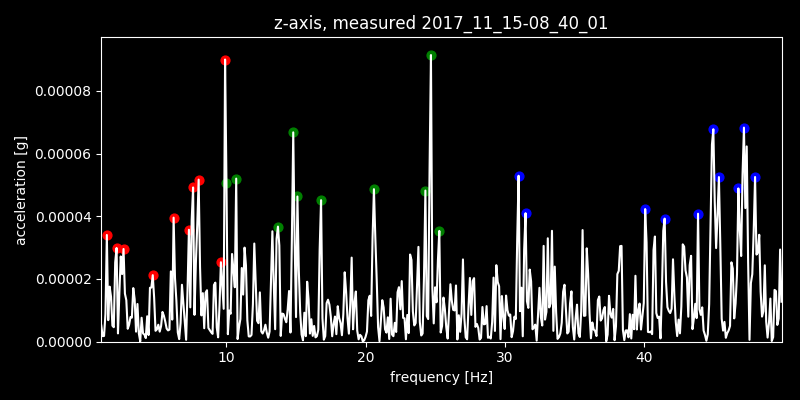 z-axis, measured 2017_11_15-08_40_01
acceleration [g]
0.00008
0.00006
0.00004
0.00002
0.00000
10 20 30 40
frequency [Hz]